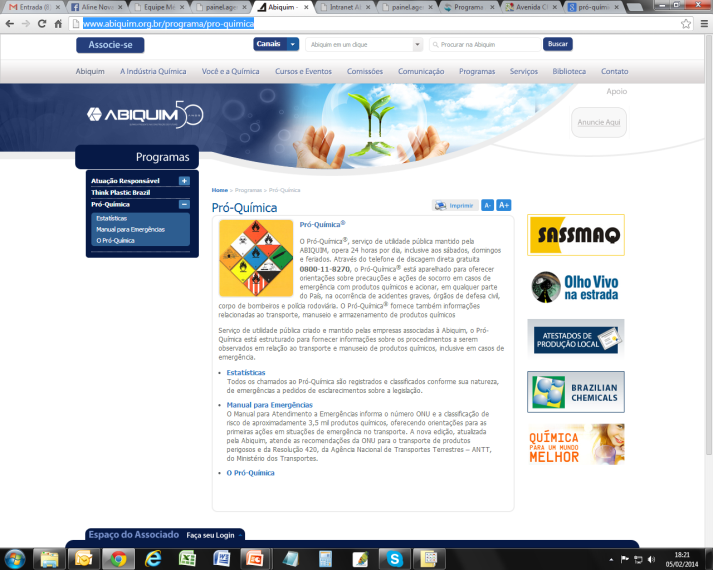 Entrada (8
Aline Nova
Equipe Me
painel.age
Abiquim -
Intranet Al
painel.age
Programa
Avenida C
pró-quími
www.abiquim.org.br/programa/pro-química
Associe-se
Canais
Abiquim em um clique
Procurar na Abiquim
Buscar
Abiquim
A Indústria Química
Você e a Química
Cursos e Eventos
Comissões
Comunicação
Programas
Serviços
Biblioteca
Contato
Apoio
ABIQUIM 50
Anuncie Aqui
Programas
Atuação Responsável
Think Plastic Brazil
Pró-Química
Estatísticas
Manual para Emergências
O Pró-Química
Home » Programas » Pró-Química
Pró-Química
Imprimir
A-
A+
Pró-Química®
O Pró-Química®, serviço de utilidade pública mantido pela
ABIQUIM, opera 24 horas por dia, inclusive aos sábados, domingos
e feriados. Através do telefone de discagem direta gratuita
0800-11-8270, o Pró-Química® está aparelhado para oferecer
orientações sobre precauções e ações de socorro em casos de
emergência com produtos químicos e acionar, em qualquer parte
do País, na ocorrência de acidentes graves, órgãos de defesa civil,
corpo de bombeiros e polícia rodoviária. O Pró-Química® fornece também informações
relacionadas ao transporte, manuseio e armazenamento de produtos químicos
Serviço de utilidade pública criado e mantido pelas empresas associadas à Abiquim, o Pró-
Química está estruturado para fornecer informações sobre os procedimentos a serem
observados em relação ao transporte e manuseio de produtos químicos, inclusive em casos de
emergência.
• Estatísticas
Todos os chamados ao Pró-Química são registrados e classificados conforme sua natureza,
de emergências a pedidos de esclarecimentos sobre a legislação.
• Manual para Emergências
O Manual para Atendimento a Emergências informa o número ONU e a classificação de
risco de aproximadamente 3,5 mil produtos químicos, oferecendo orientações para as
primeiras ações em situações de emergência no transporte. A nova edição, atualizada
pela Abiquim, atende as recomendações da ONU para o transporte de produtos
perigosos e da Resolução 420, da Agência Nacional de Transportes Terrestres – ANTT,
do Ministério dos Transportes.
• O Pró-Química
SASSMAQ
Olho Vivo
na estrada
ATESTADOS DE
PRODUÇÃO LOCAL
BRAZILIAN
CHEMICALS
QUÍMICA
PARA UM MUNDO
MELHOR
Espaço do Associado
Faça seu Login
18:21
05/02/2014